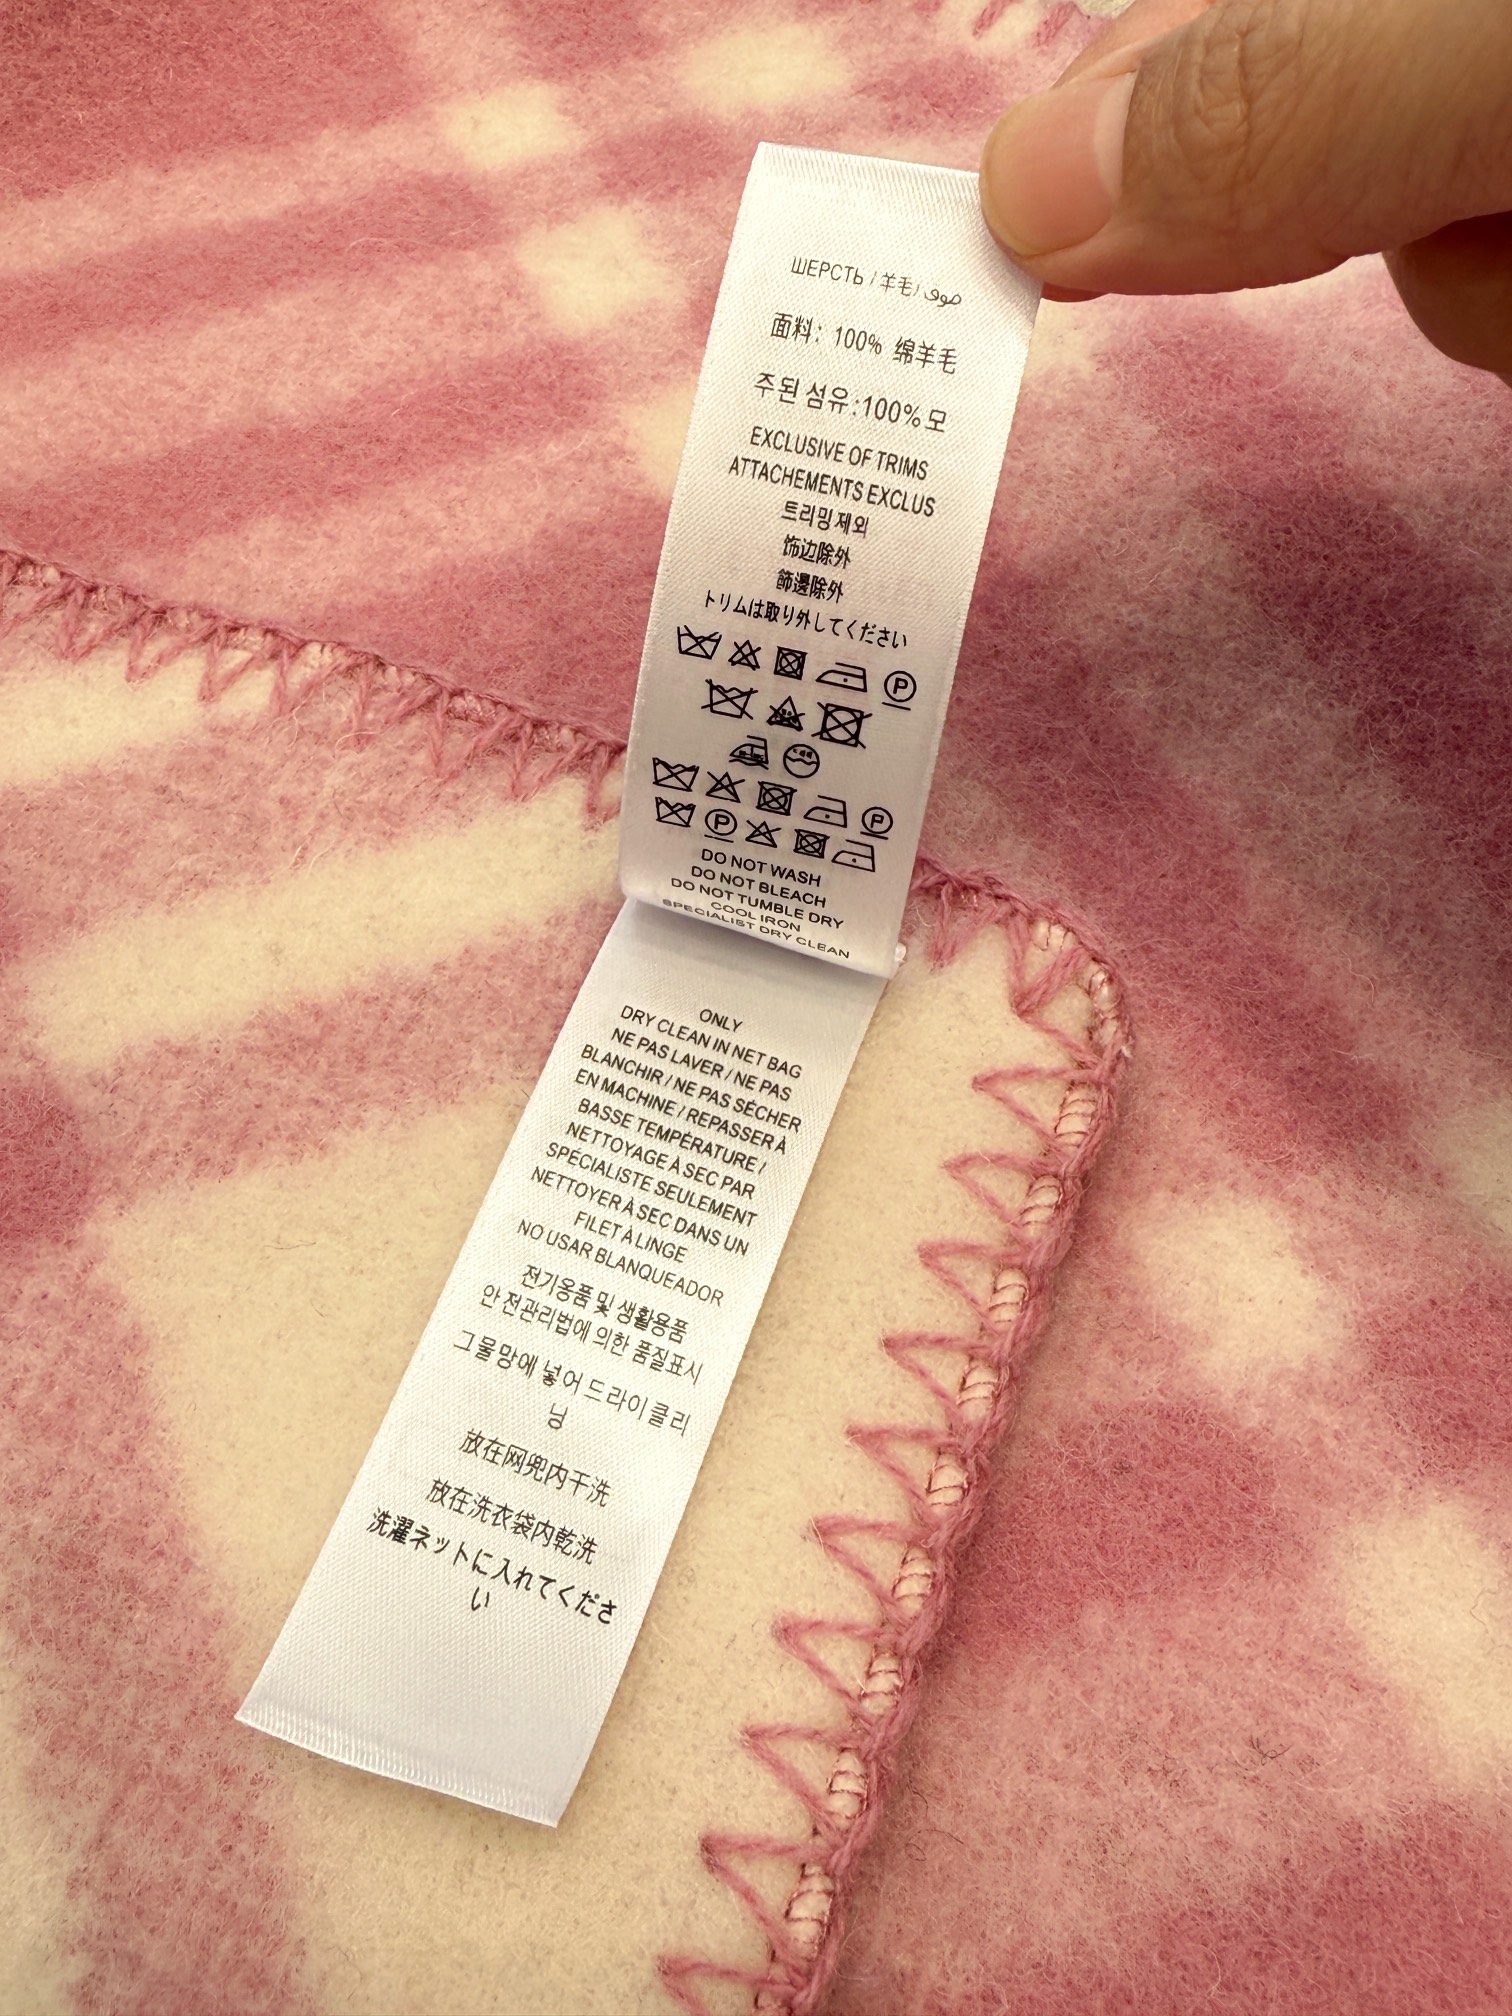 ШЕРСТЬ / 羊毛 / صوف
面料: 100% 绵羊毛
주된 섬유:100%모
EXCLUSIVE OF TRIMS
ATTACHEMENTS EXCLUS
트리밍제외
饰边除外
飾邊除外
トリムは取り外してください
P
P
P
DO NOT WASH
DO NOT BLEACH
DO NOT TUMBLE DRY
COOL IRON
SPECIALIST DRY CLEAN
ONLY
DRY CLEAN IN NET BAG
NE PAS LAVER / NE PAS
BLANCHIR / NE PAS SÉCHER
EN MACHINE / REPASSER À
BASSE TEMPÉRATURE /
NETTOYAGE À SEC PAR
SPÉCIALISTE SEULEMENT
NETTOYER À SEC DANS UN
FILET À LINGE
NO USAR BLANQUEADOR
전기용품 및 생활용품
안전관리법에 의한 품질표시
그물망에 넣어 드라이클리
닝
放在网兜内干洗
放在洗衣袋内乾洗
洗濯ネットに入れてくださ
い